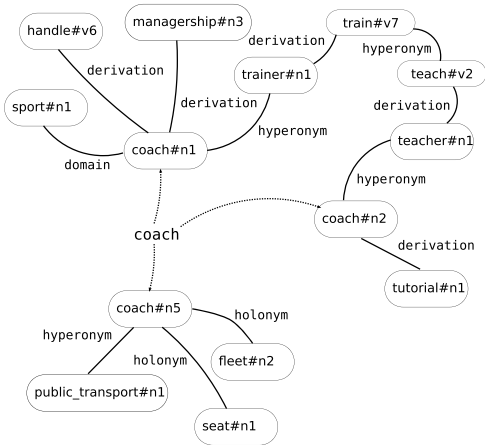 managership#n3
train#v7
handle#v6
derivation
hyperonym
derivation
trainer#n1
teach#v2
sport#n1
derivation
derivation
hyperonym
coach#n1
teacher#n1
domain
hyperonym
coach#n2
coach
derivation
tutorial#n1
coach#n5
holonym
hyperonym
holonym
fleet#n2
public_transport#n1
seat#n1